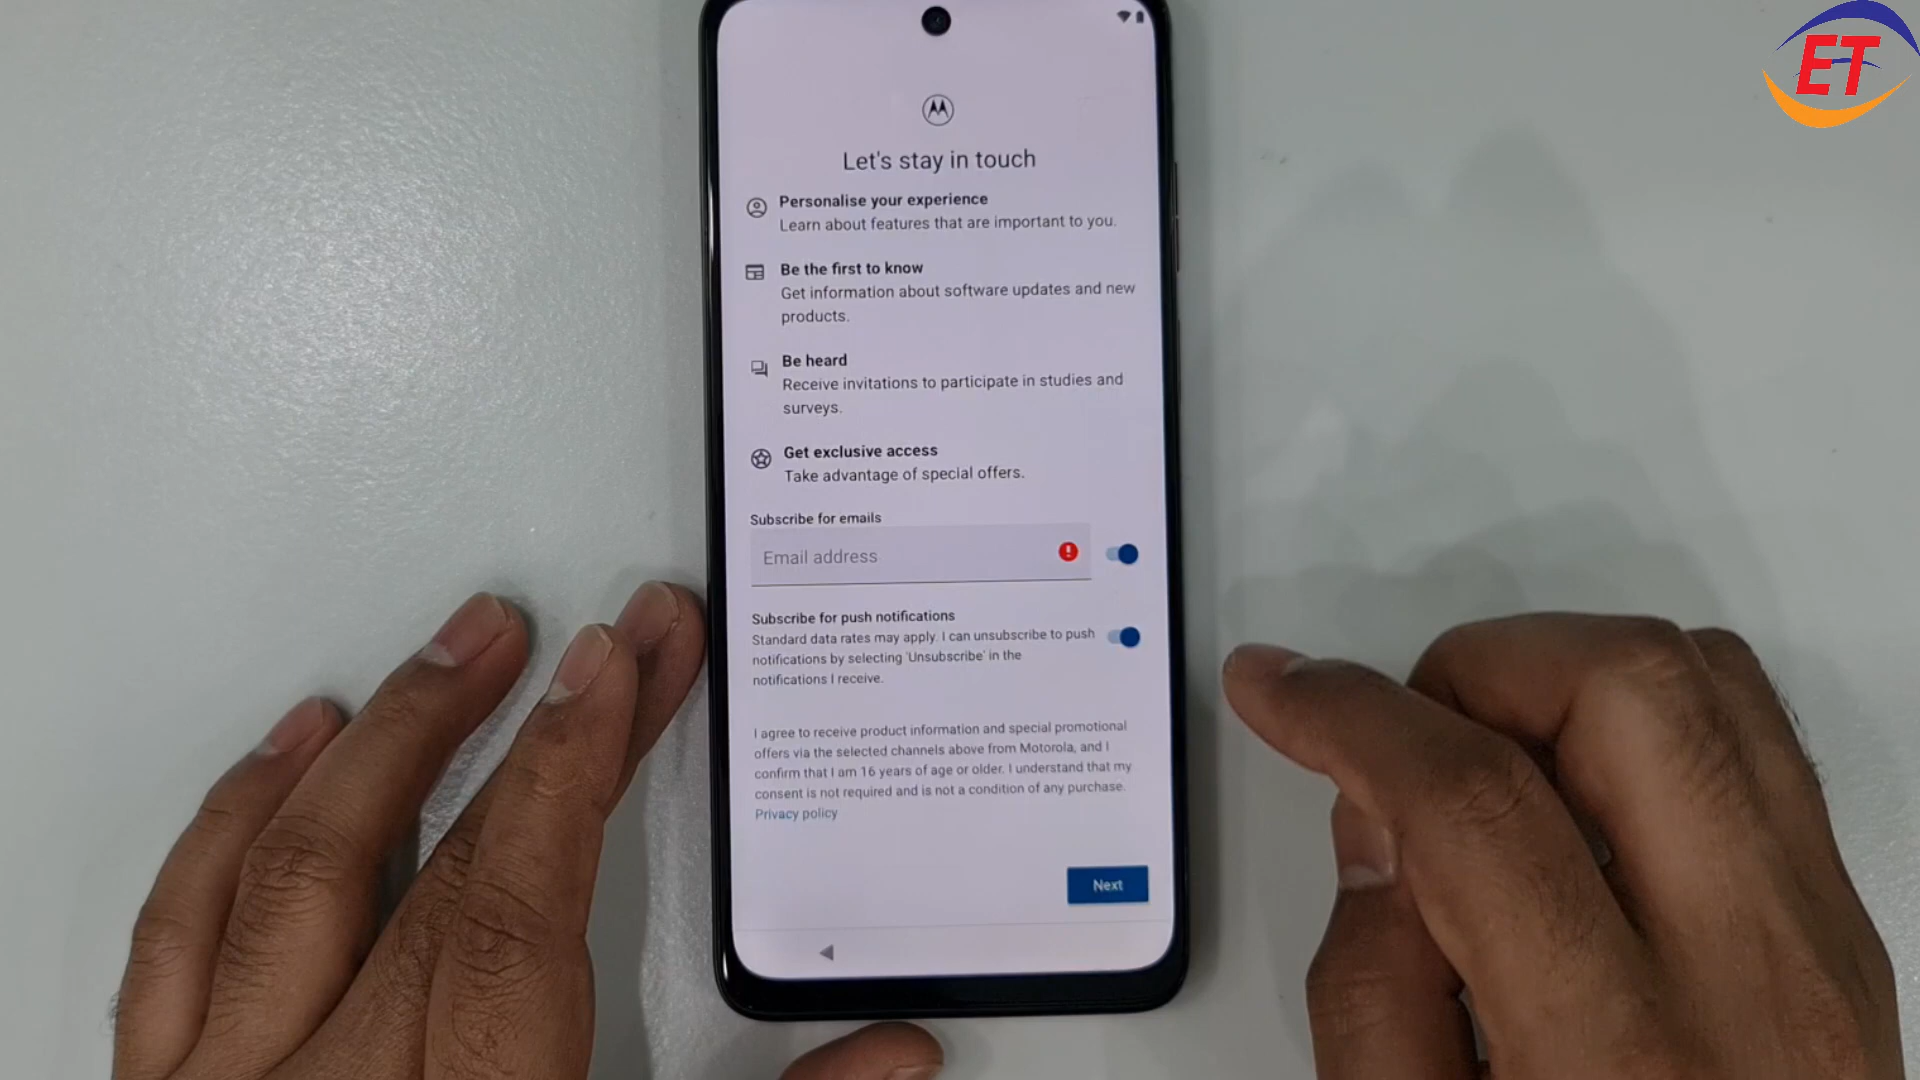 ET
Let's stay in touch
Personalise your experience
Learn about features that are important to you.
Be the first to know
Get information about software updates and new
products.
Be heard
Receive invitations to participate in studies and
surveys.
Get exclusive access
Take advantage of special offers.
Subscribe for emails
Email address
Subscribe for push notifications
Standard data rates may apply. I can unsubscribe to push
notifications by selecting 'Unsubscribe' in the
notifications I receive.
I agree to receive product information and special promotional
offers via the selected channels above from Motorola, and I
confirm that I am 16 years of age or older. I understand that my
consent is not required and is not a condition of any purchase.
Privacy policy
Next